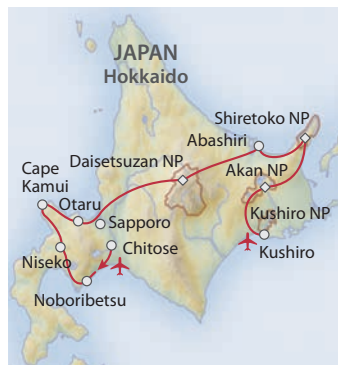 JAPAN
Hokkaido
Shiretoko NP
Abashiri
Daisetsuzan NP
Akan NP
Cape
Kamui
Otaru
Kushiro NP
Sapporo
Chitose
Kushiro
Niseko
Noboribetsu